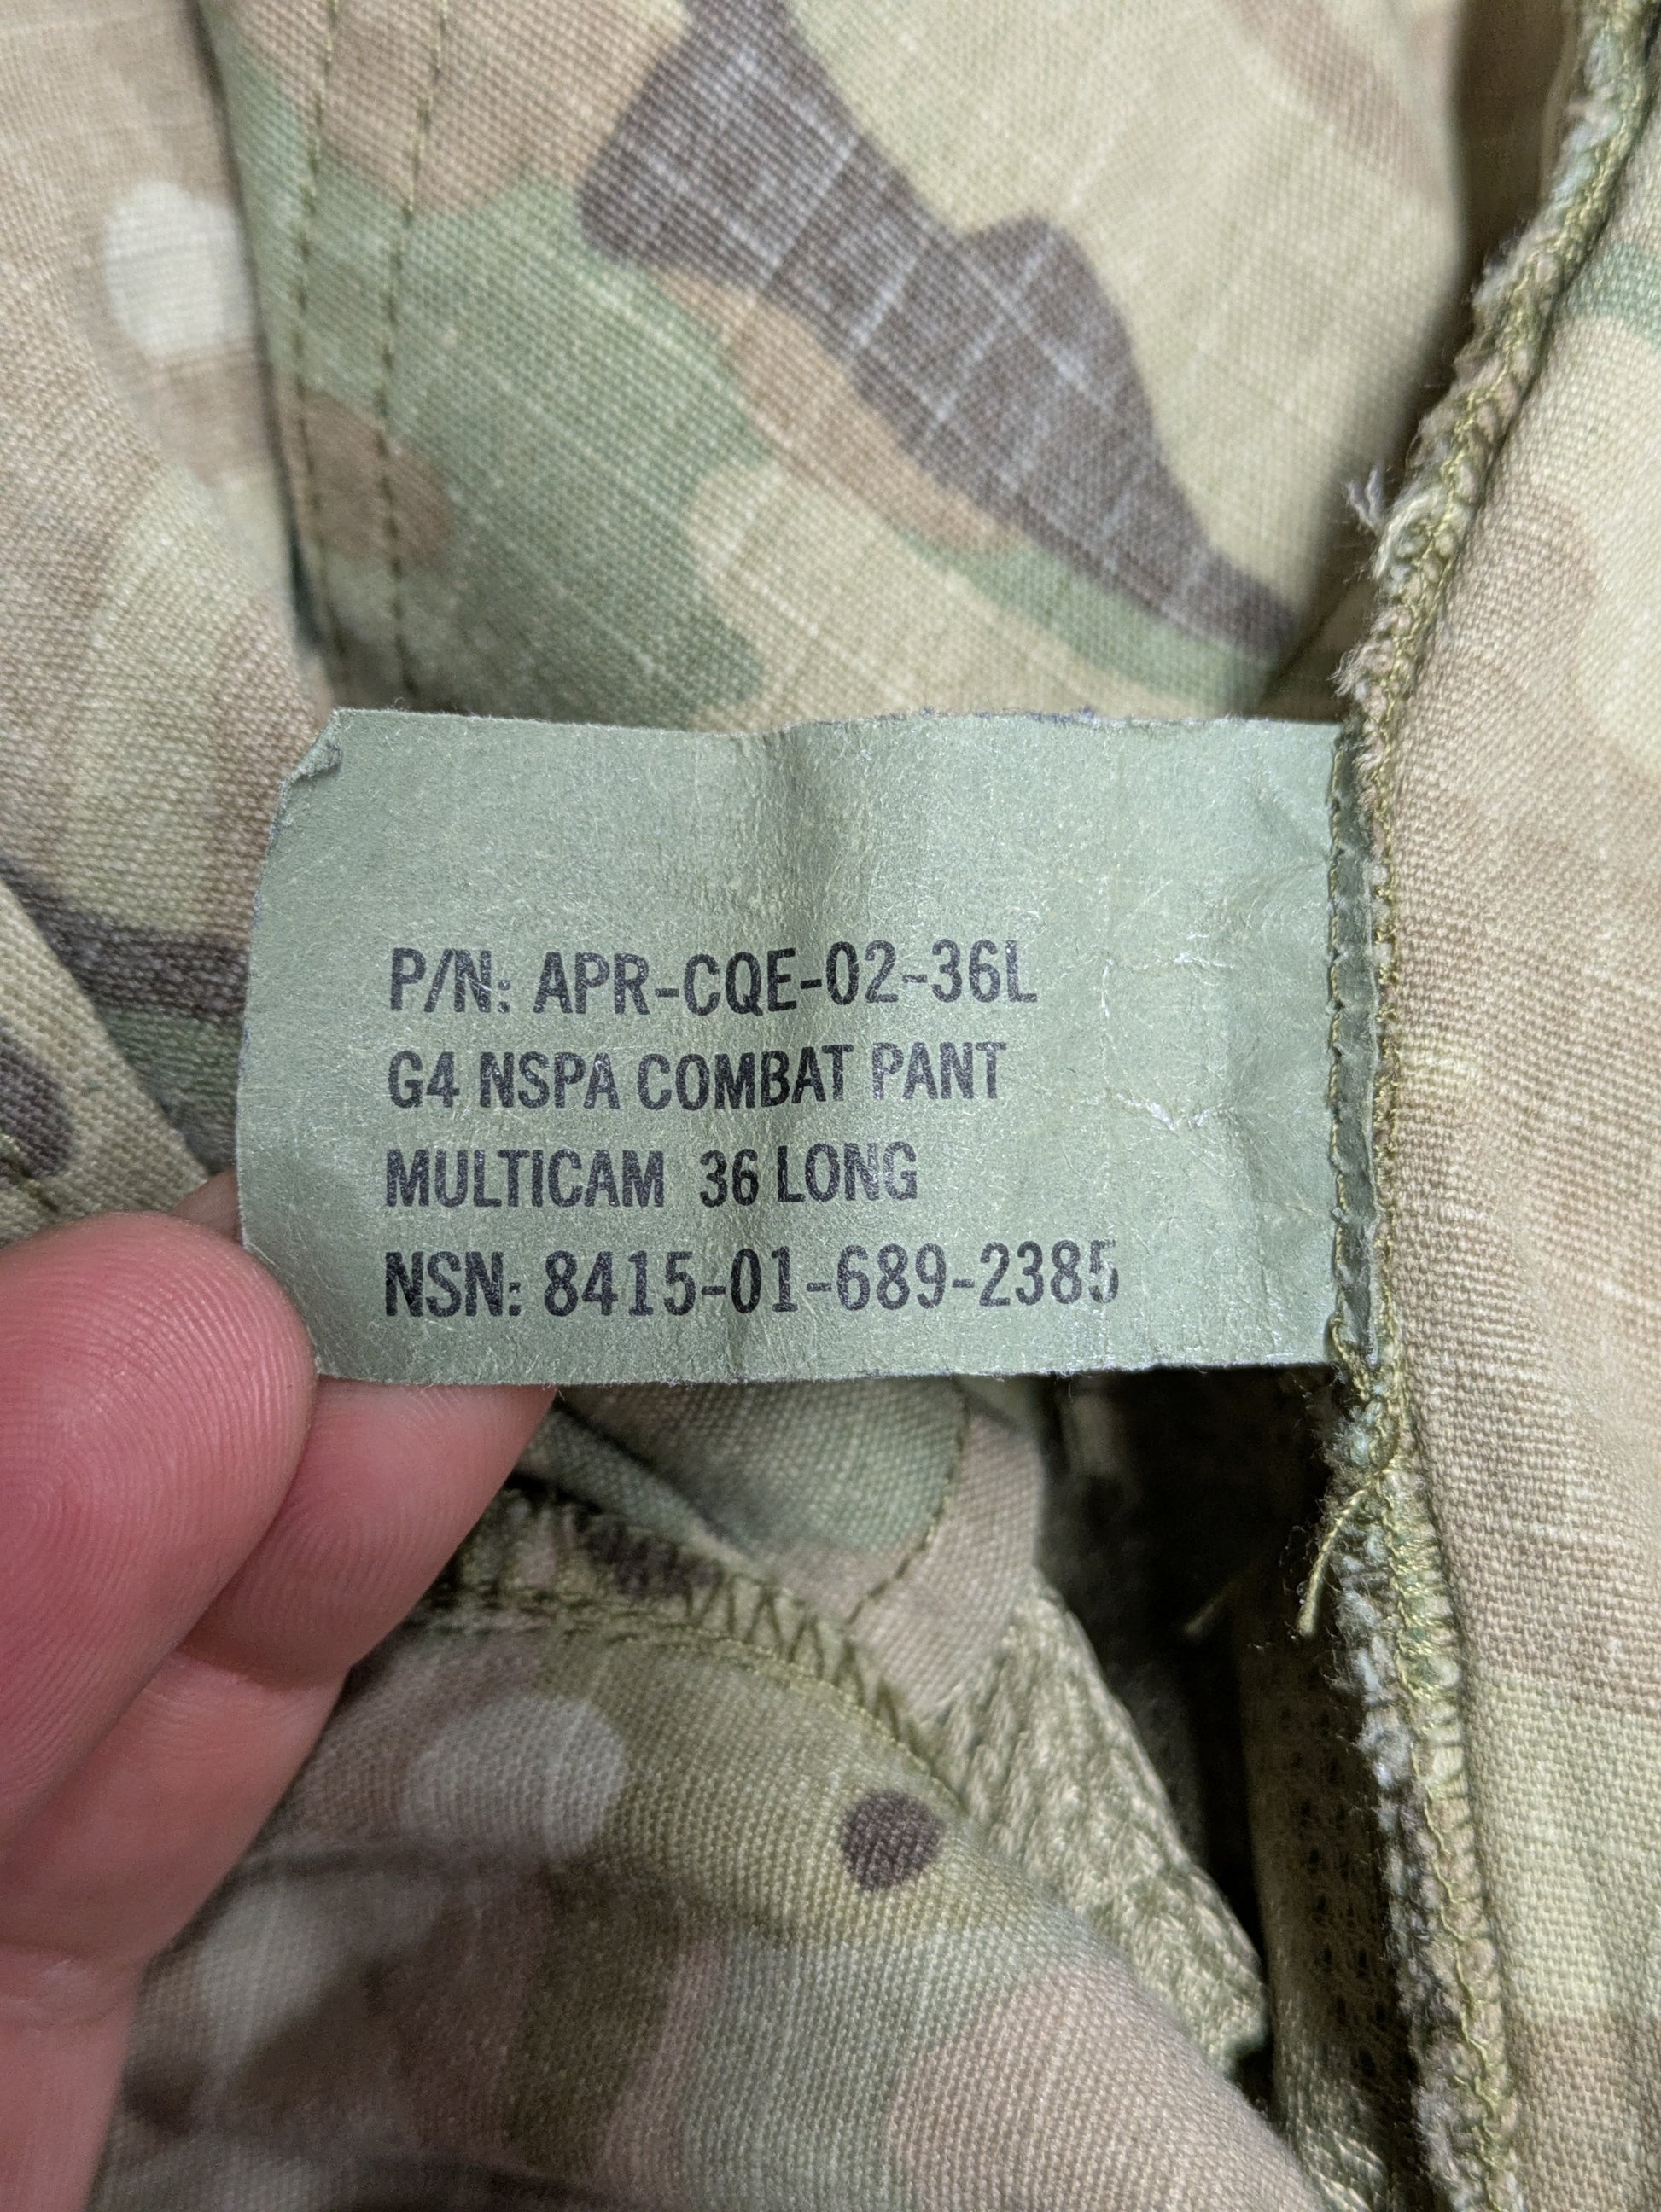 P/N: APR-CQE-02-36L
G4 NSPA COMBAT PANT
MULTICAM 36 LONG
NSN: 8415-01-689-2385